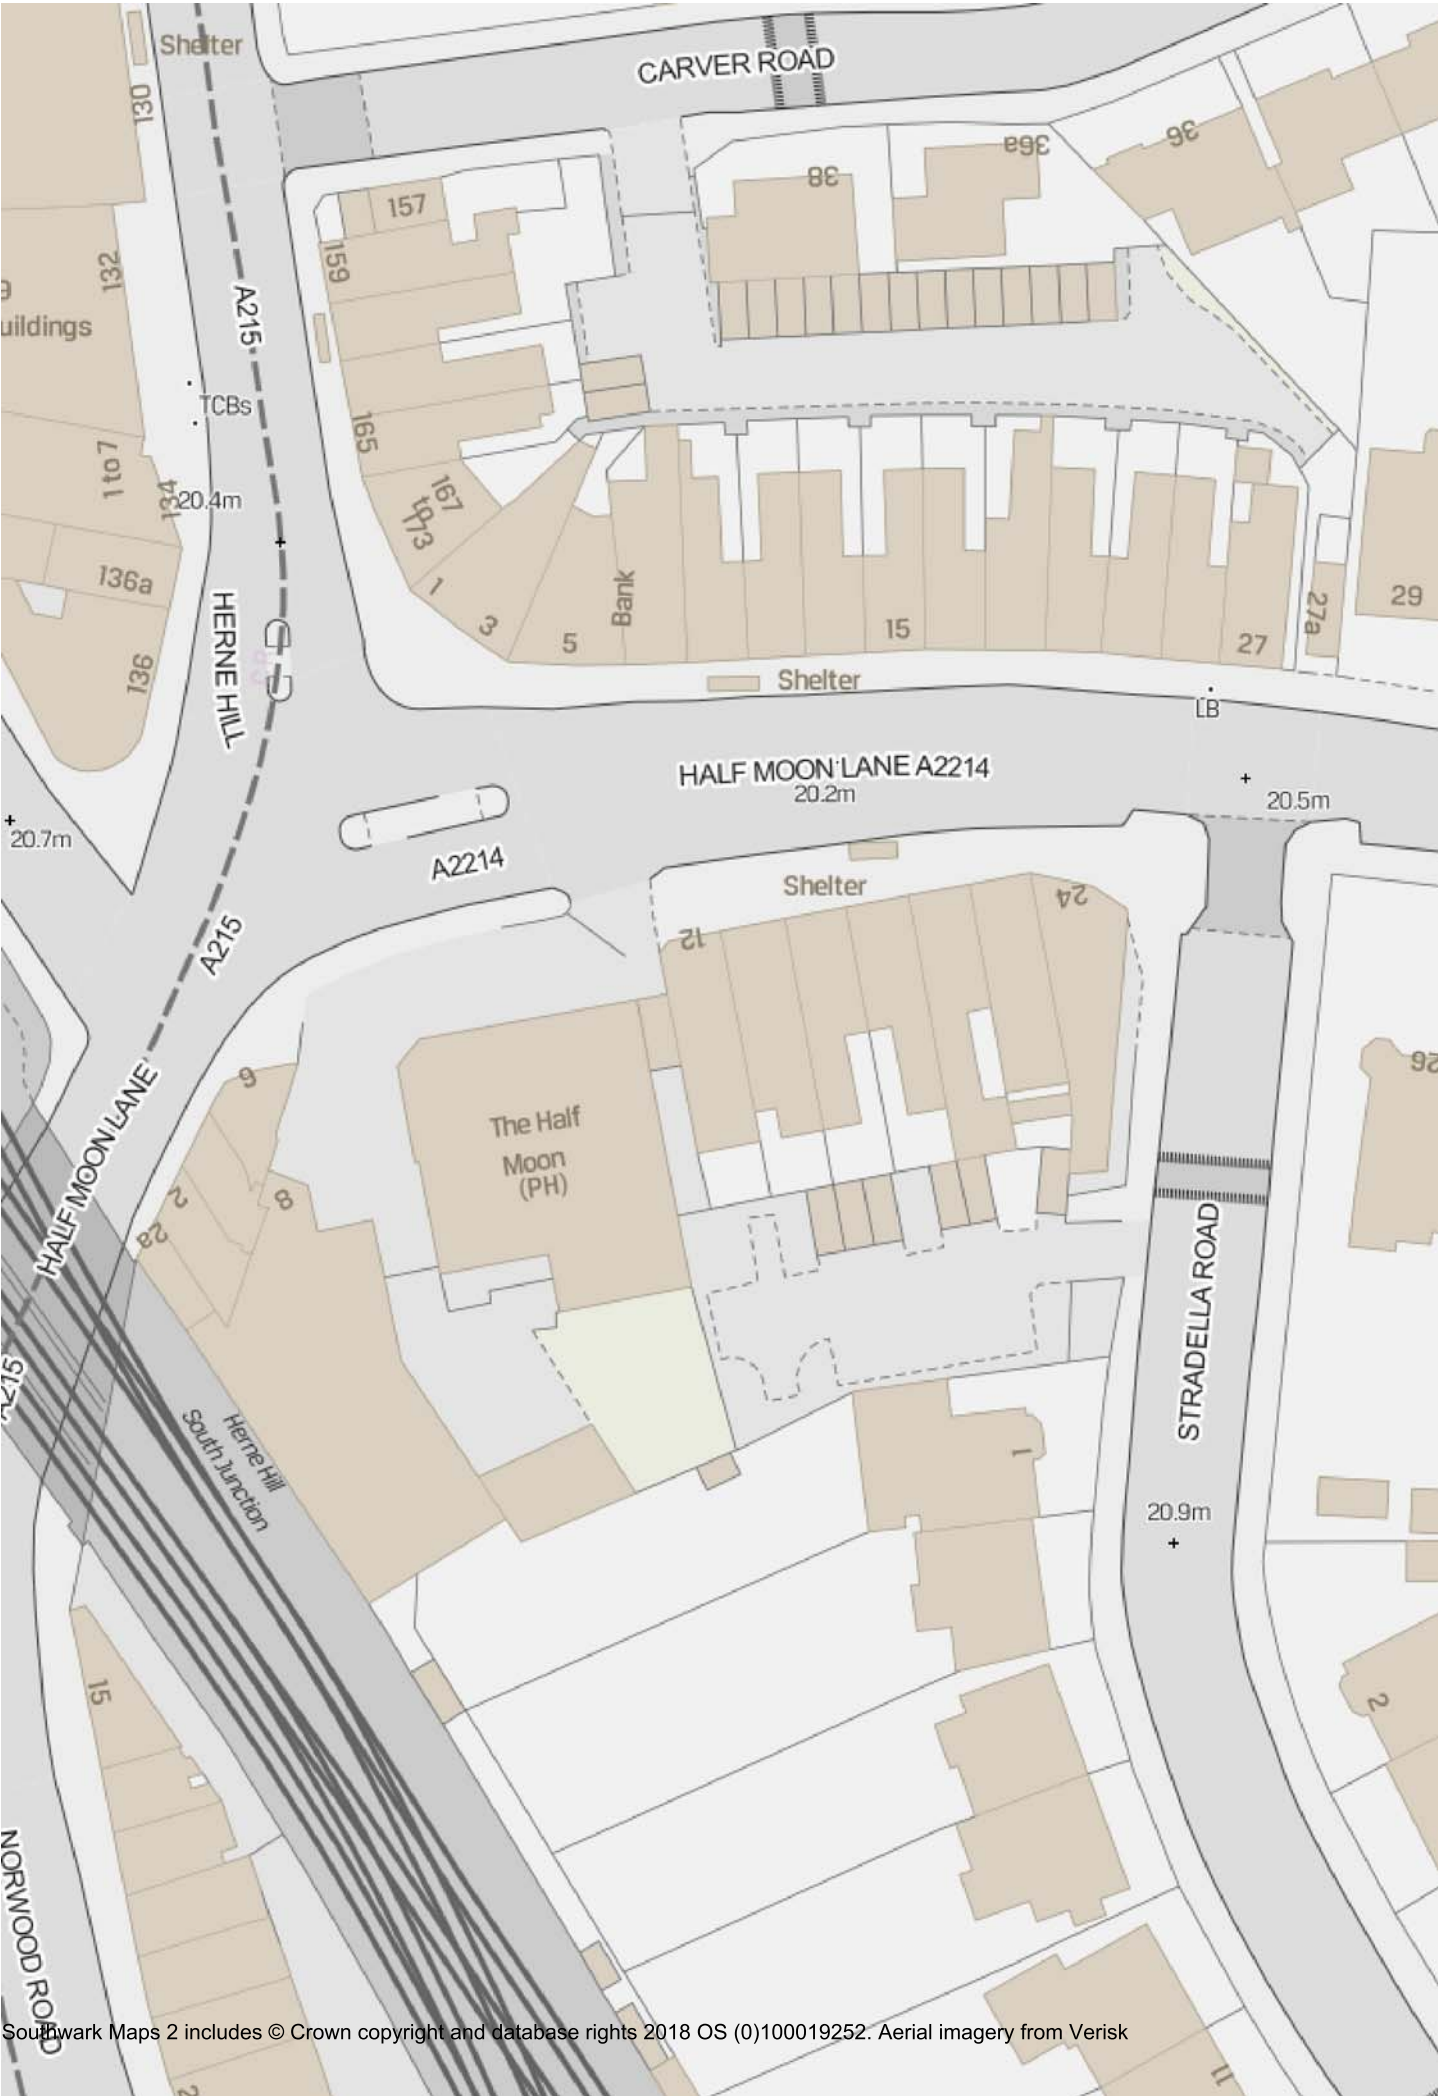 Shelter
CARVER ROAD
130
36
36a
38
157
159
132
A215
uildings
TCBs
165
1 to 7
134
20.4m
167
to
173
136a
1
3
5
Bank
15
27
27a
29
HERNE HILL
136
Shelter
LB
HALF MOON LANE A2214
20.2m
20.5m
20.7m
A2214
Shelter
24
12
A215
26
6
The Half
Moon
(PH)
HALF MOON LANE
2
8
2a
STRADELLA ROAD
A215
Herne Hill
South Junction
1
20.9m
15
2
NORWOOD ROAD
Southwark Maps 2 includes © Crown copyright and database rights 2018 OS (0)100019252. Aerial imagery from Verisk
11
2